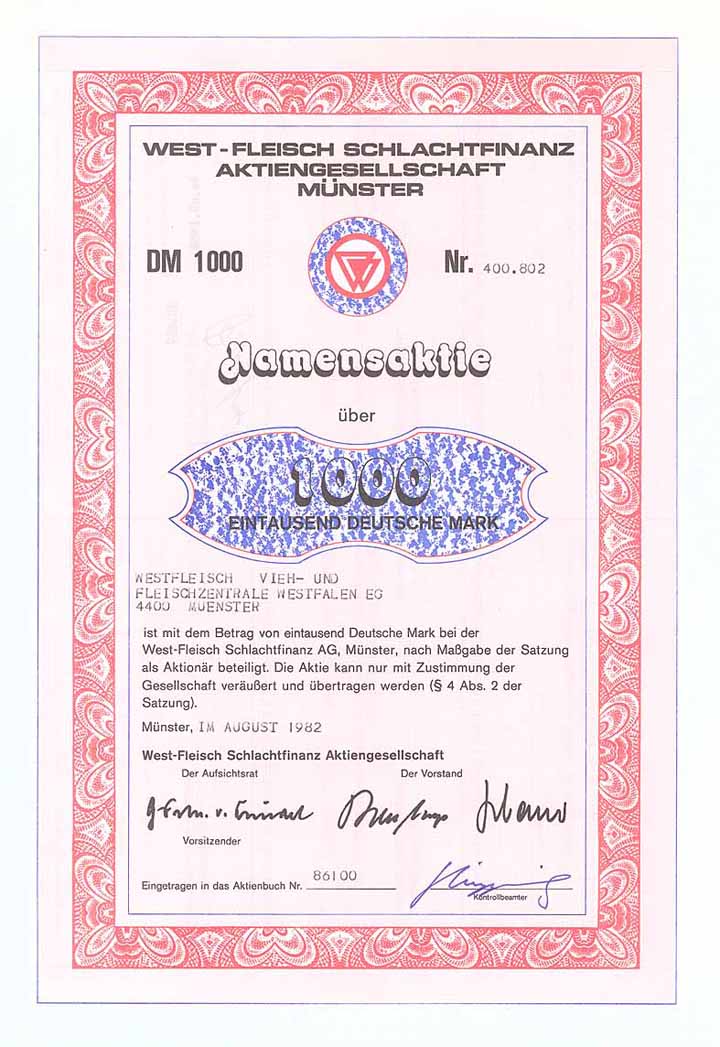 WEST-FLEISCH SCHLACHTFINANZ
AKTIENGESELLSCHAFT
MÜNSTER
DM 1000
Nr. 400.802
Namensaktie
über
1000
EINTAUSEND DEUTSCHE MARK
WESTFLEISCH VIEH- UND
FLEISCHZENTRALE WESTFALEN EG
4400 MUENSTER
ist mit dem Betrag von eintausend Deutsche Mark bei der
West-Fleisch Schlachtfinanz AG, Münster, nach Maßgabe der Satzung
als Aktionär beteiligt. Die Aktie kann nur mit Zustimmung der
Gesellschaft veräußert und übertragen werden (§ 4 Abs. 2 der
Satzung).
Münster, IM AUGUST 1982
West-Fleisch Schlachtfinanz Aktiengesellschaft
Der Aufsichtsrat Der Vorstand
Vorsitzender
Eingetragen in das Aktienbuch Nr. 86100
Kontrollbeamter